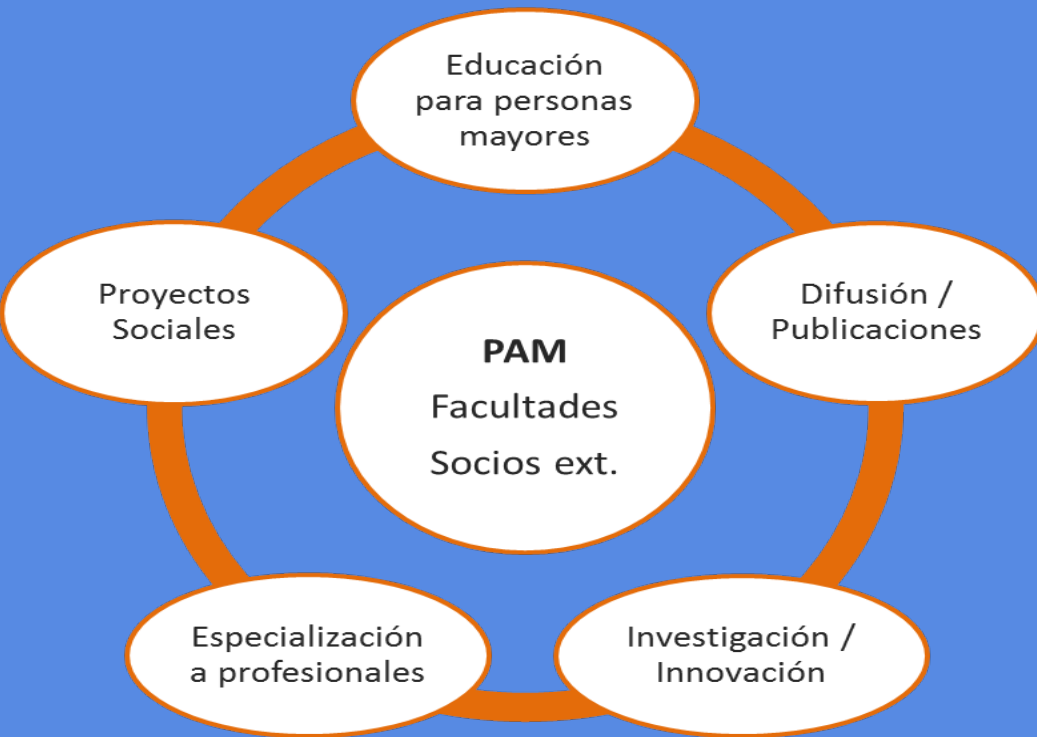 Educación
para personas
mayores
Proyectos
Sociales
Difusión /
Publicaciones
PAM
Facultades
Socios ext.
Especialización
a profesionales
Investigación /
Innovación